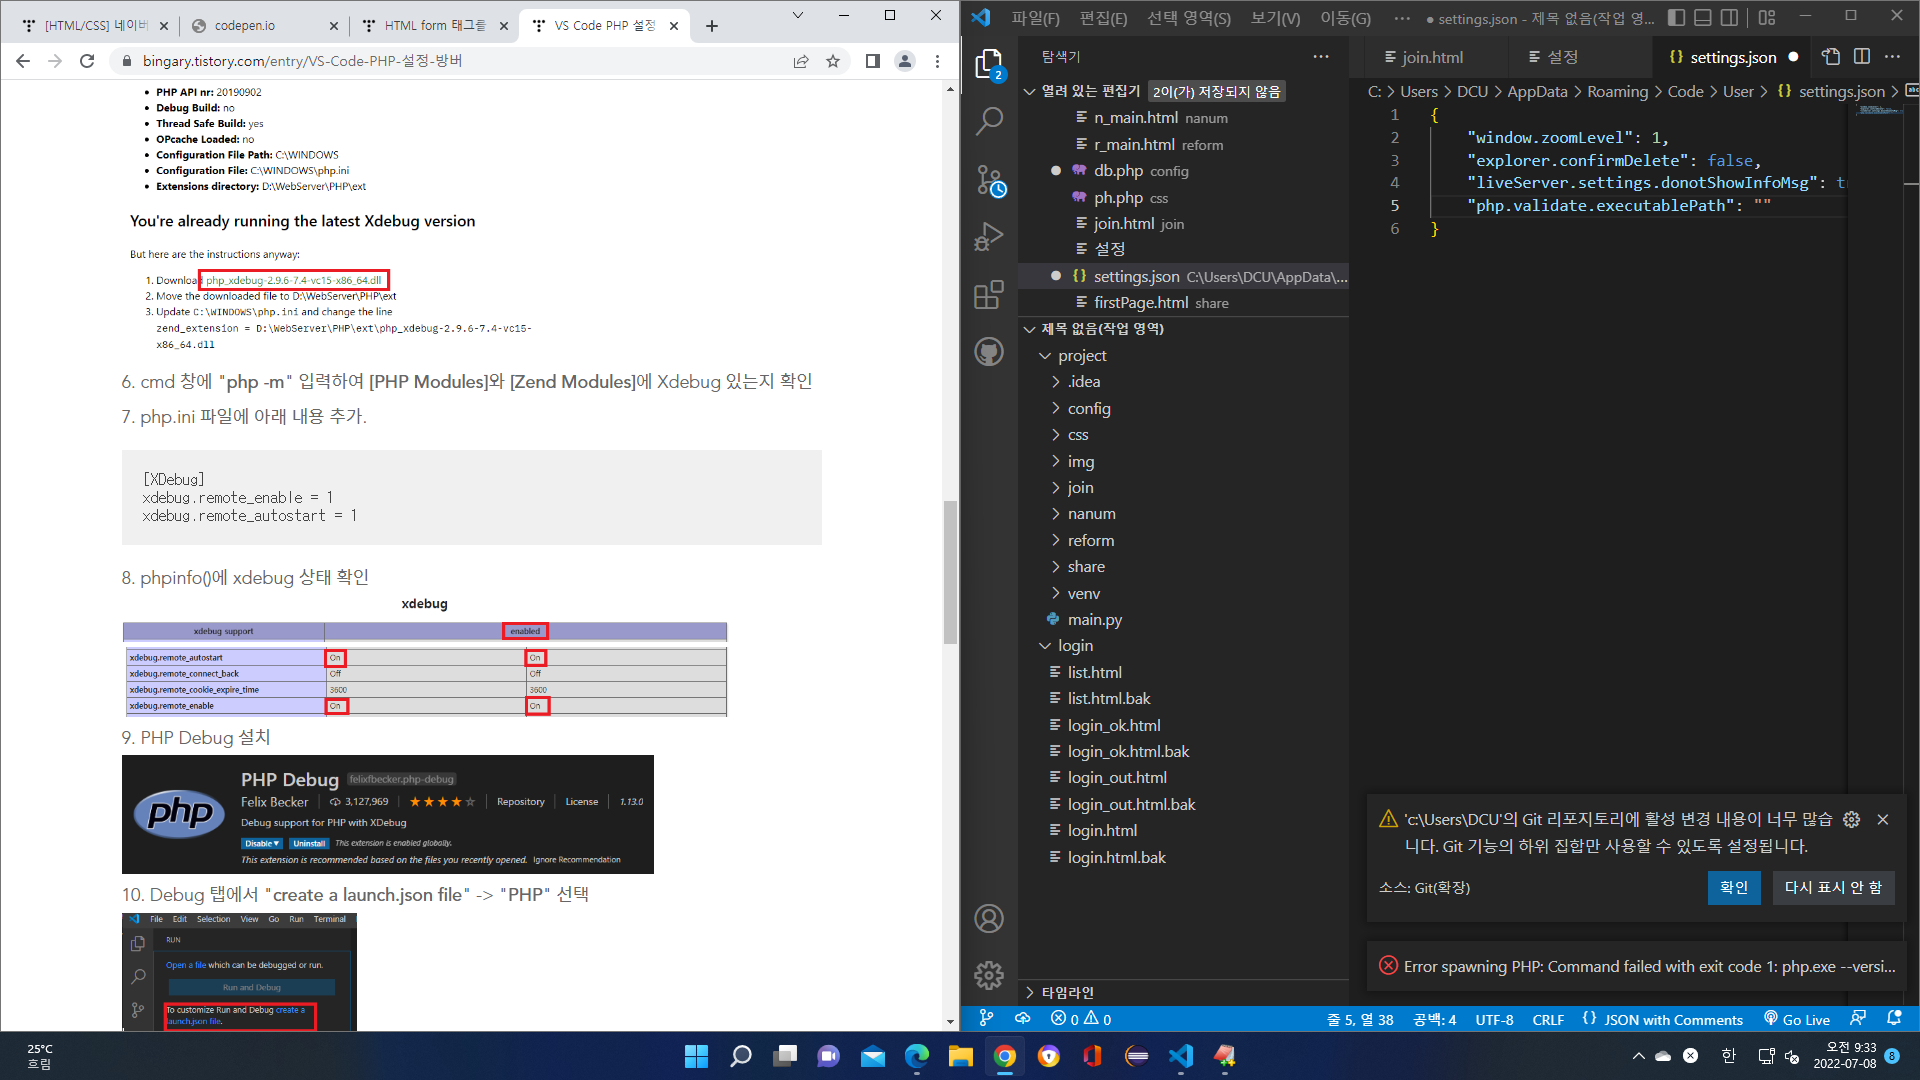 [HTML/CSS] 네이버
codepen.io
HTML form 태그를
VS Code PHP 설정
bingary.tistory.com/entry/VS-Code-PHP-설정-방버
PHP API nr: 20190902
Debug Build: no
Thread Safe Build: yes
OPcache Loaded: no
Configuration File Path: C:\WINDOWS
Configuration File: C:\WINDOWS\php.ini
Extensions directory: D:\WebServer\PHP\ext
You're already running the latest Xdebug version
But here are the instructions anyway:
1. Download php_xdebug-2.9.6-7.4-vc15-x86_64.dll
2. Move the downloaded file to D:\WebServer\PHP\ext
3. Update C:\WINDOWS\php.ini and change the line
zend_extension = D:\WebServer\PHP\ext\php_xdebug-2.9.6-7.4-vc15-
x86_64.dll
6. cmd 창에 "php -m" 입력하여 [PHP Modules]와 [Zend Modules]에 Xdebug 있는지 확인
7. php.ini 파일에 아래 내용 추가.
[XDebug]
xdebug.remote_enable = 1
xdebug.remote_autostart = 1
8. phpinfo()에 xdebug 상태 확인
xdebug
xdebug support enabled
xdebug.remote_autostart On On
xdebug.remote_connect_back Off Off
xdebug.remote_cookie_expire_time 3600 3600
xdebug.remote_enable On On
9. PHP Debug 설치
PHP Debug felixfbecker.php-debug
Felix Becker 3,127,969 Repository License 1.13.0
Debug support for PHP with XDebug
Disable Uninstall This extension is enabled globally.
This extension is recommended based on the files you recently opened. Ignore Recommendation
10. Debug 탭에서 "create a launch.json file" -> "PHP" 선택
File Edit Selection View Go Run Terminal
RUN
Open a file which can be debugged or run.
Run and Debug
To customize Run and Debug create a
launch.json file.
파일(F) 편집(E) 선택 영역(S) 보기(V) 이동(G) ··· ● settings.json - 제목 없음(작업 영...
탐색기
열려 있는 편집기 2이(가) 저장되지 않음
n_main.html nanum
r_main.html reform
db.php config
ph.php css
join.html join
설정
settings.json C:\Users\DCU\AppData\...
firstPage.html share
제목 없음(작업 영역)
project
.idea
config
css
img
join
nanum
reform
share
venv
main.py
login
list.html
list.html.bak
login_ok.html
login_ok.html.bak
login_out.html
login_out.html.bak
login.html
login.html.bak
타임라인
2
join.html
설정
settings.json
C: > Users > DCU > AppData > Roaming > Code > User > {} settings.json >
1 {
2 "window.zoomLevel": 1,
3 "explorer.confirmDelete": false,
4 "liveServer.settings.donotShowInfoMsg": t
5 "php.validate.executablePath": ""
6 }
'c:\Users\DCU'의 Git 리포지토리에 활성 변경 내용이 너무 많습
니다. Git 기능의 하위 집합만 사용할 수 있도록 설정됩니다.
소스: Git(확장)
확인
다시 표시 안 함
Error spawning PHP: Command failed with exit code 1: php.exe --versi...
0 0 줄 5, 열 38 공백: 4 UTF-8 CRLF {} JSON with Comments Go Live
25°C
흐림
한
오전 9:33
2022-07-08
8